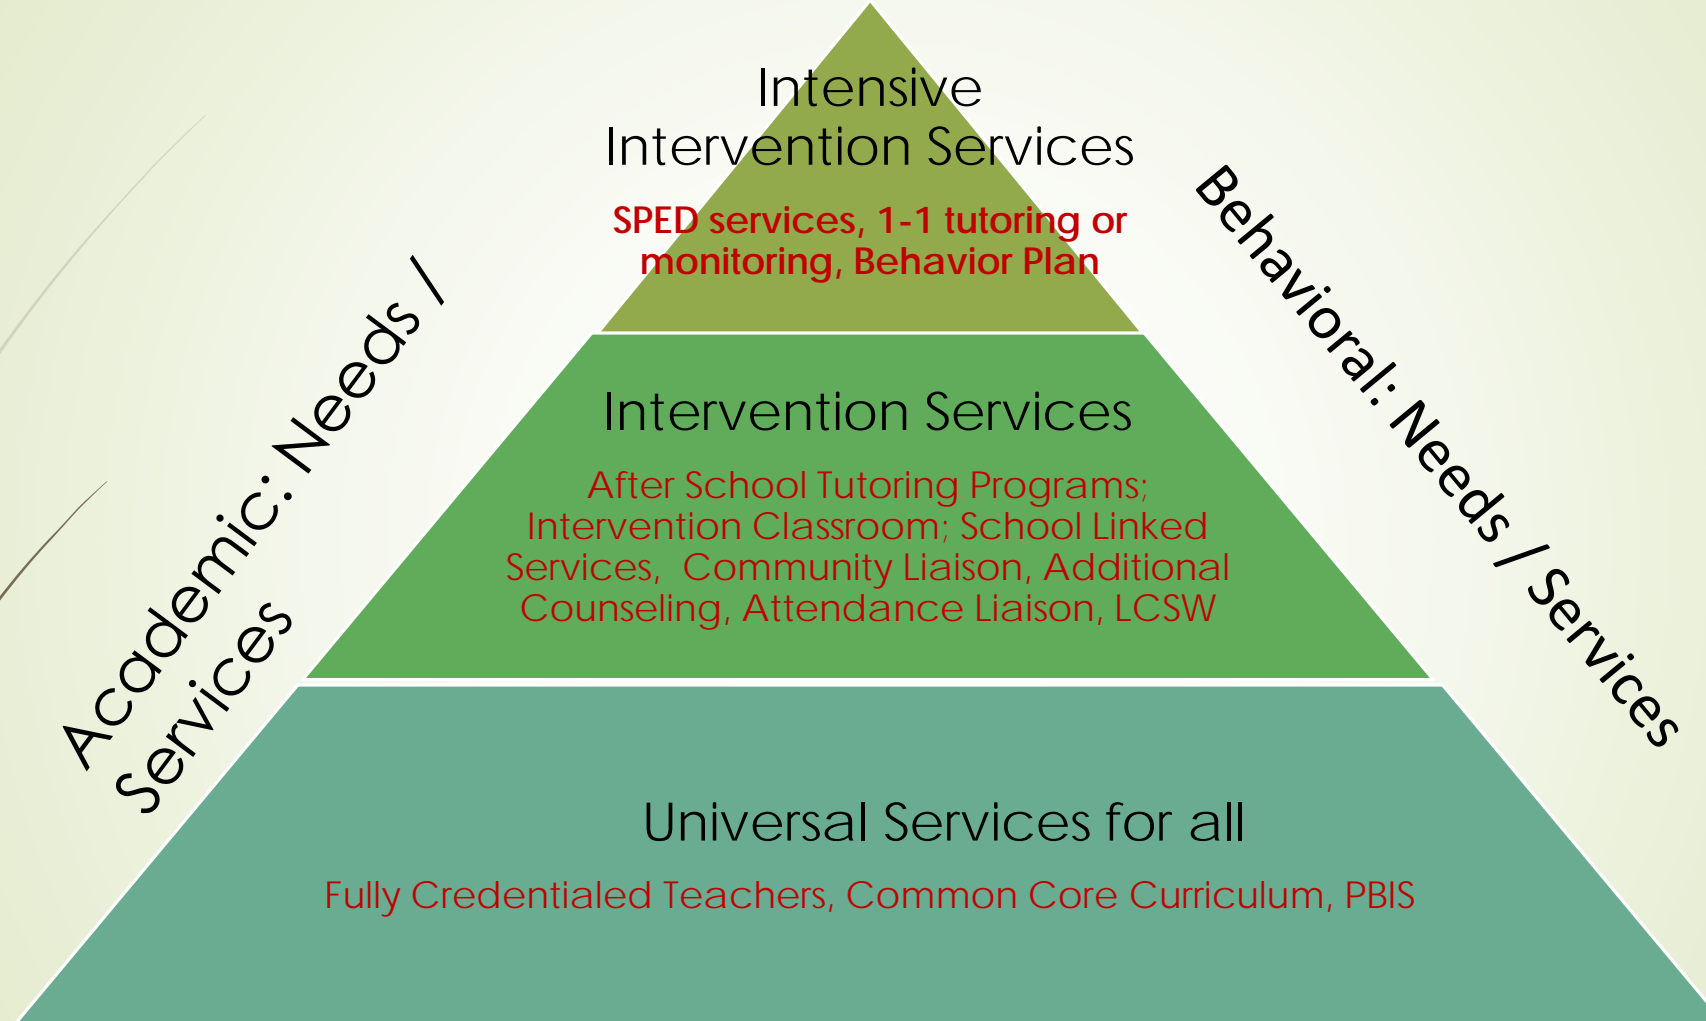 Intensive
Intervention Services
SPED services, 1-1 tutoring or
monitoring, Behavior Plan
Academic: Needs /
Services
Behavioral: Needs / Services
Intervention Services
After School Tutoring Programs;
Intervention Classroom; School Linked
Services,  Community Liaison, Additional
Counseling, Attendance Liaison, LCSW
Universal Services for all
Fully Credentialed Teachers, Common Core Curriculum, PBIS